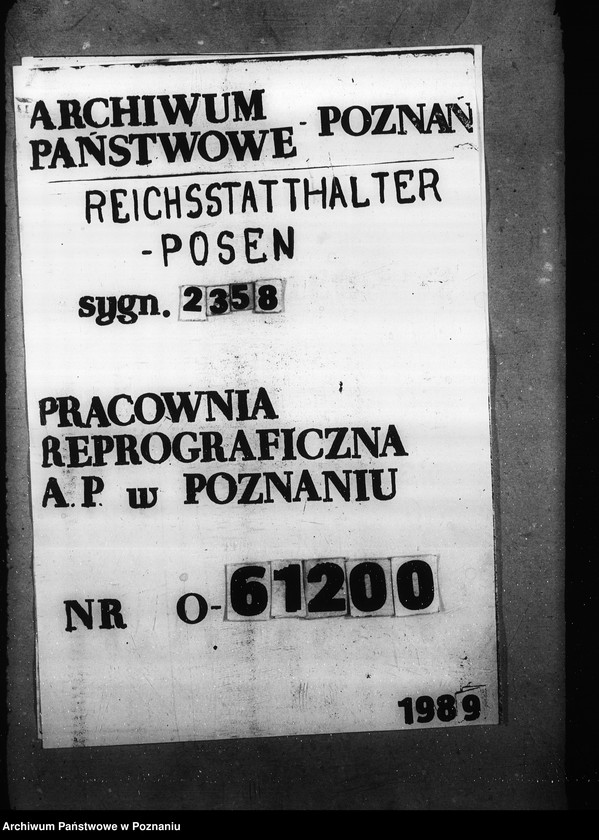 ARCHIWUM
PAŃSTWOWE - POZNAŃ
REICHSSTATTHALTER
-POSEN
sygn. 2358
PRACOWNIA
REPROGRAFICZNA
A.P. w POZNANIU
NR O-61200
1989
Archiwum Państwowe w Poznaniu